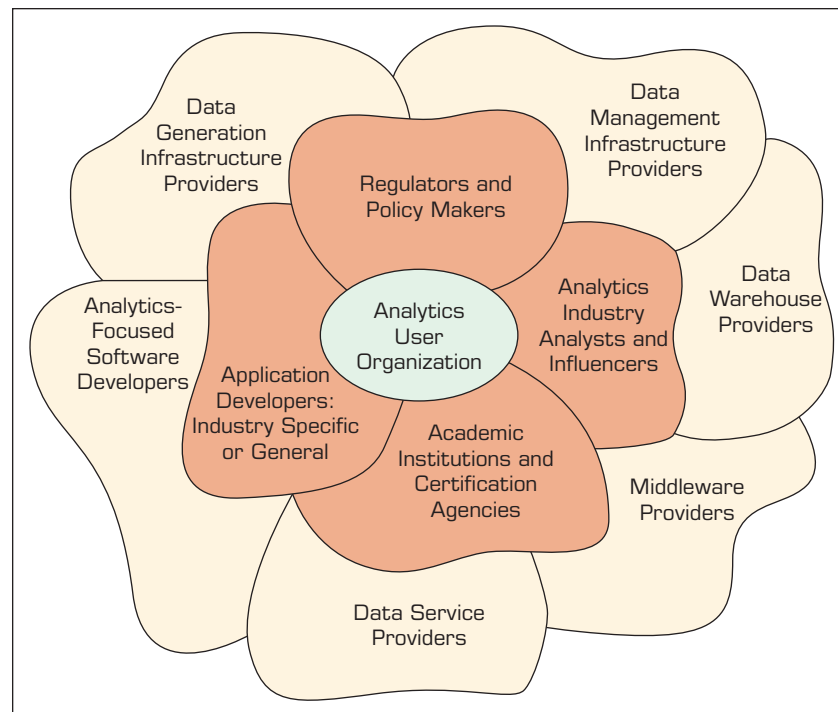 Data
Generation
Infrastructure
Providers
Data
Management
Infrastructure
Providers
Regulators and
Policy Makers
Analytics-
Focused
Software
Developers
Analytics
User
Organization
Analytics
Industry
Analysts and
Influencers
Data
Warehouse
Providers
Application
Developers:
Industry Specific
or General
Academic
Institutions and
Certification
Agencies
Middleware
Providers
Data Service
Providers